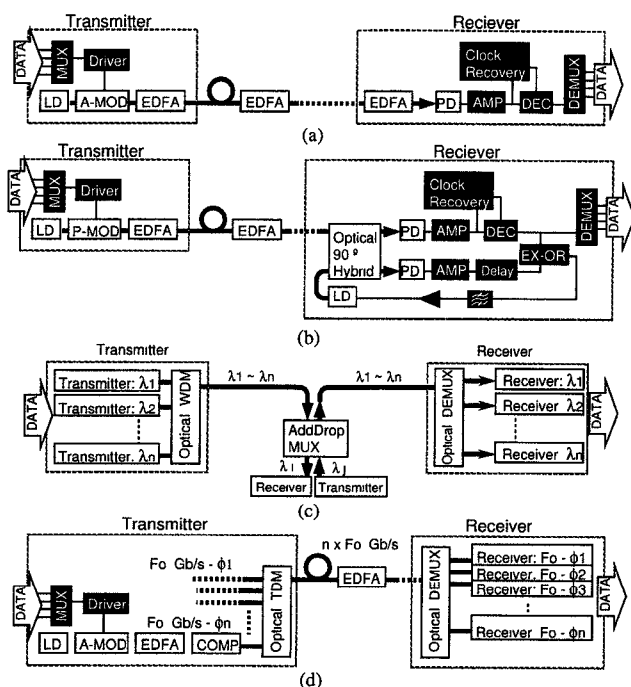 Transmitter
Reciever
DATA
MUX
Driver
LD
A-MOD
EDFA
EDFA
EDFA
PD
AMP
Clock
Recovery
DEC
DEMUX
DATA
(a)
Transmitter
Reciever
DATA
MUX
Driver
LD
P-MOD
EDFA
EDFA
Optical
90 º
Hybrid
PD
AMP
Clock
Recovery
DEC
PD
AMP
Delay
EX-OR
LD
DEMUX
DATA
(b)
Transmitter
Receiver
DATA
Transmitter: λ1
Transmitter: λ2
Transmitter. λn
Optical WDM
λ1 ~ λn
λ1 ~ λn
AddDrop
MUX
λi
λj
Receiver
Transmitter
Optical DEMUX
Receiver: λ1
Receiver λ2
Receiver λn
DATA
(c)
Transmitter
Receiver
n x Fo Gb/s
DATA
MUX
Driver
Fo Gb/s - ϕ1
Fo Gb/s - ϕn
LD
A-MOD
EDFA
COMP
Optical TDM
EDFA
Optical DEMUX
Receiver: Fo - ϕ1
Receiver. Fo - ϕ2
Receiver: Fo - ϕ3
Receiver Fo - ϕn
DATA
(d)